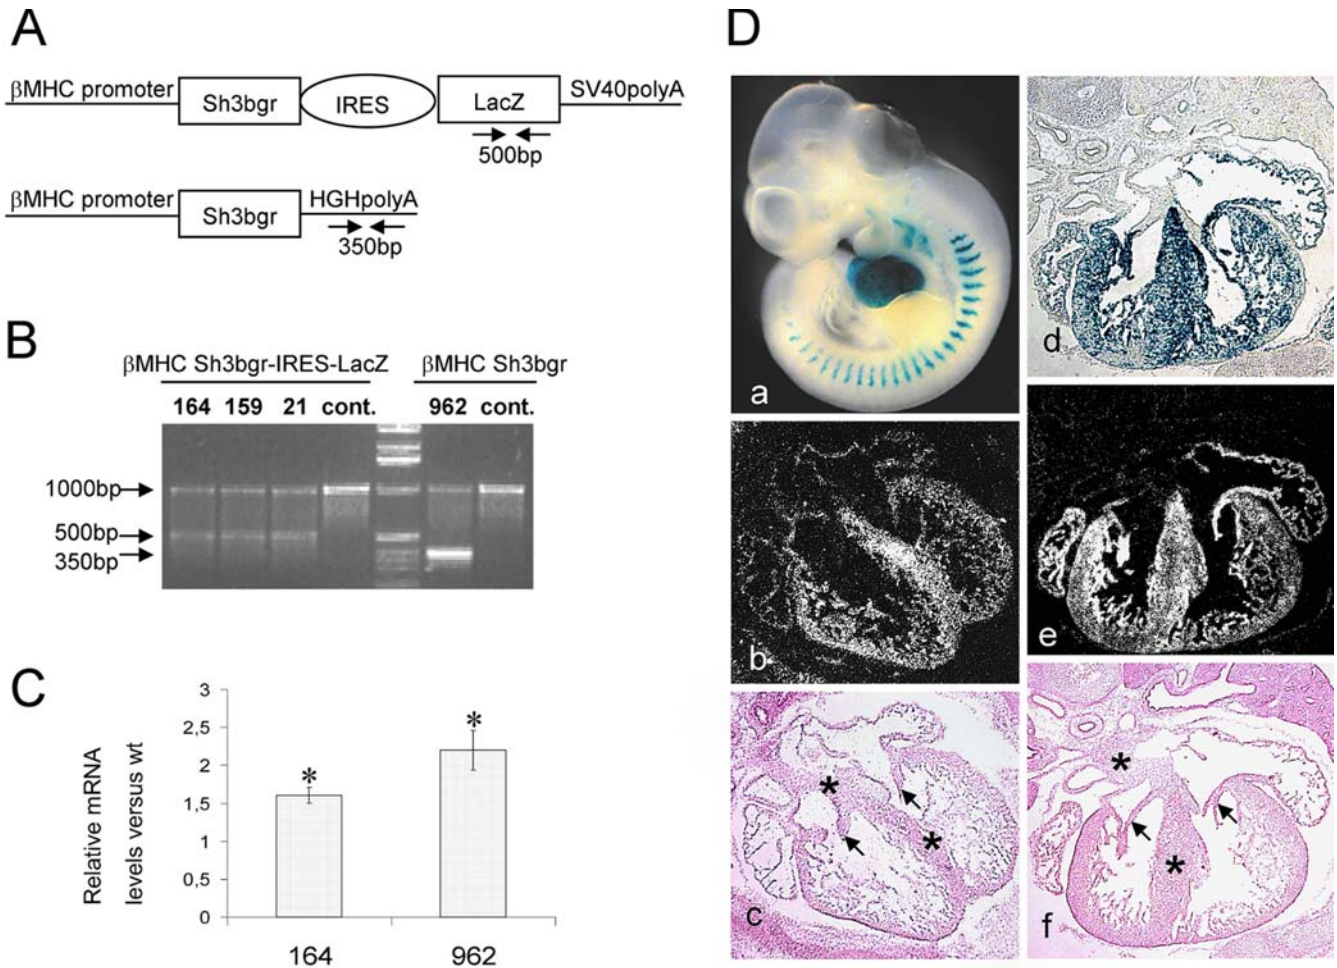 A
βMHC promoter Sh3bgr IRES LacZ SV40polyA
500bp
βMHC promoter Sh3bgr HGHpolyA
350bp
B
βMHC Sh3bgr-IRES-LacZ βMHC Sh3bgr
164 159 21 cont. 962 cont.
1000bp
500bp
350bp
C
Relative mRNA
levels versus wt
3
2,5
2
1,5
1
0,5
0
* *
164 962
D
a
b
c
* *
d
e
f
* *